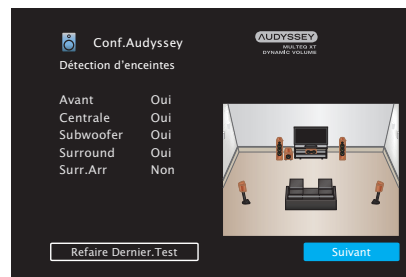 Conf.Audyssey
AUDYSSEY
MULTEQ XT
DYNAMIC VOLUME
Détection d'enceintes
Avant Oui
Centrale Oui
Subwoofer Oui
Surround Oui
Surr.Arr Non
Refaire Dernier.Test
Suivant